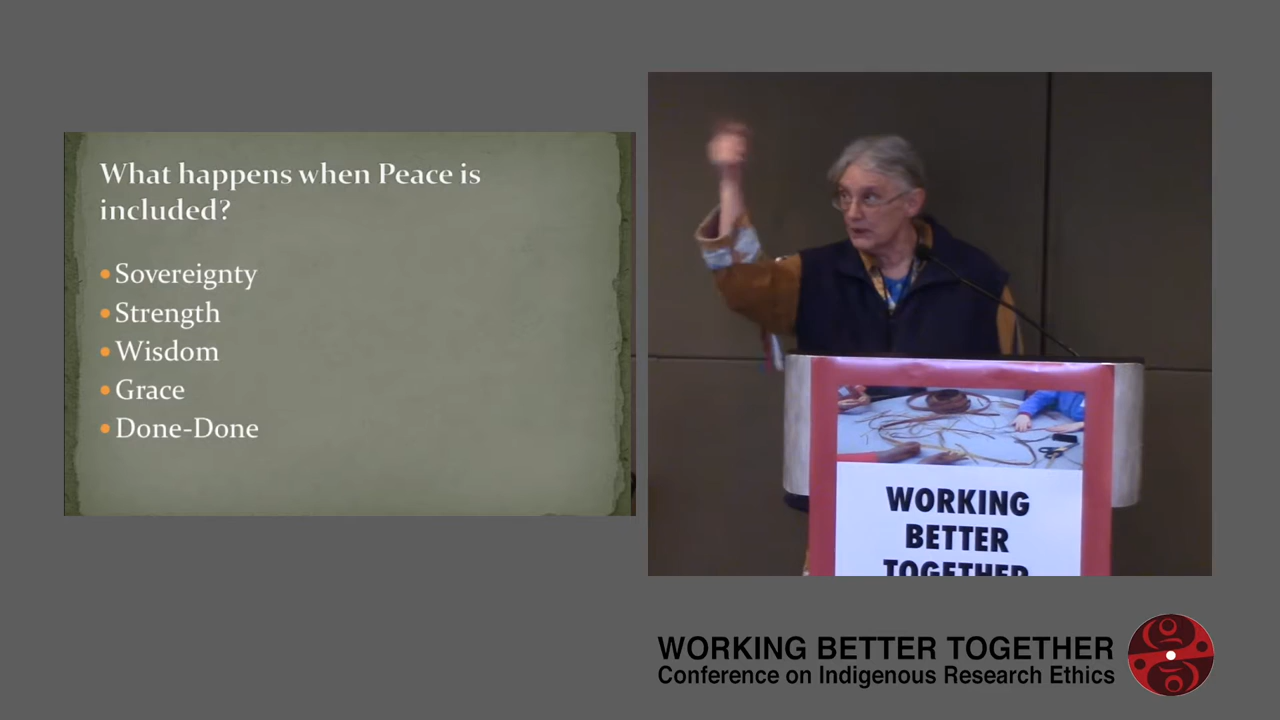 What happens when Peace is
included?
Sovereignty
Strength
Wisdom
Grace
Done-Done
WORKING
BETTER
TOGETHER
WORKING BETTER TOGETHER
Conference on Indigenous Research Ethics